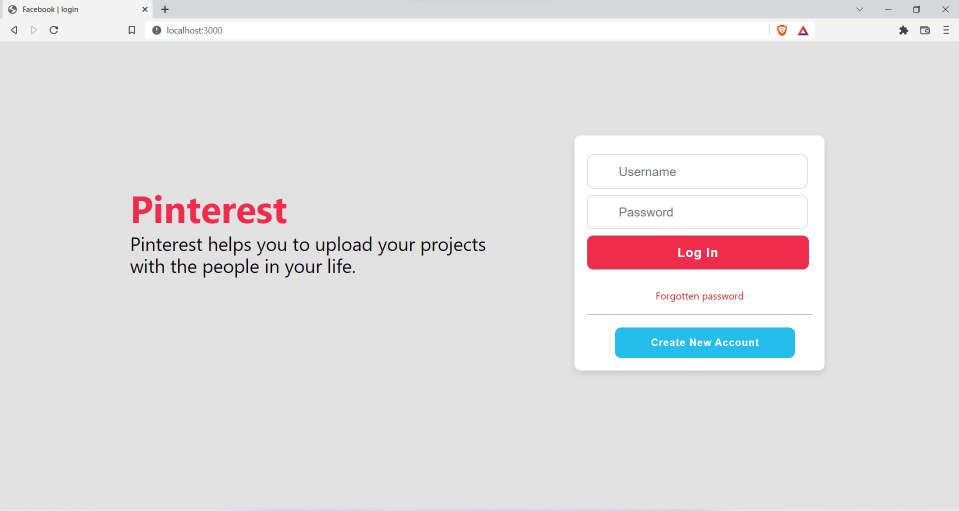 Facebook | login
localhost:3000
Pinterest
Pinterest helps you to upload your projects
with the people in your life.
Username
Password
Log In
Forgotten password
Create New Account